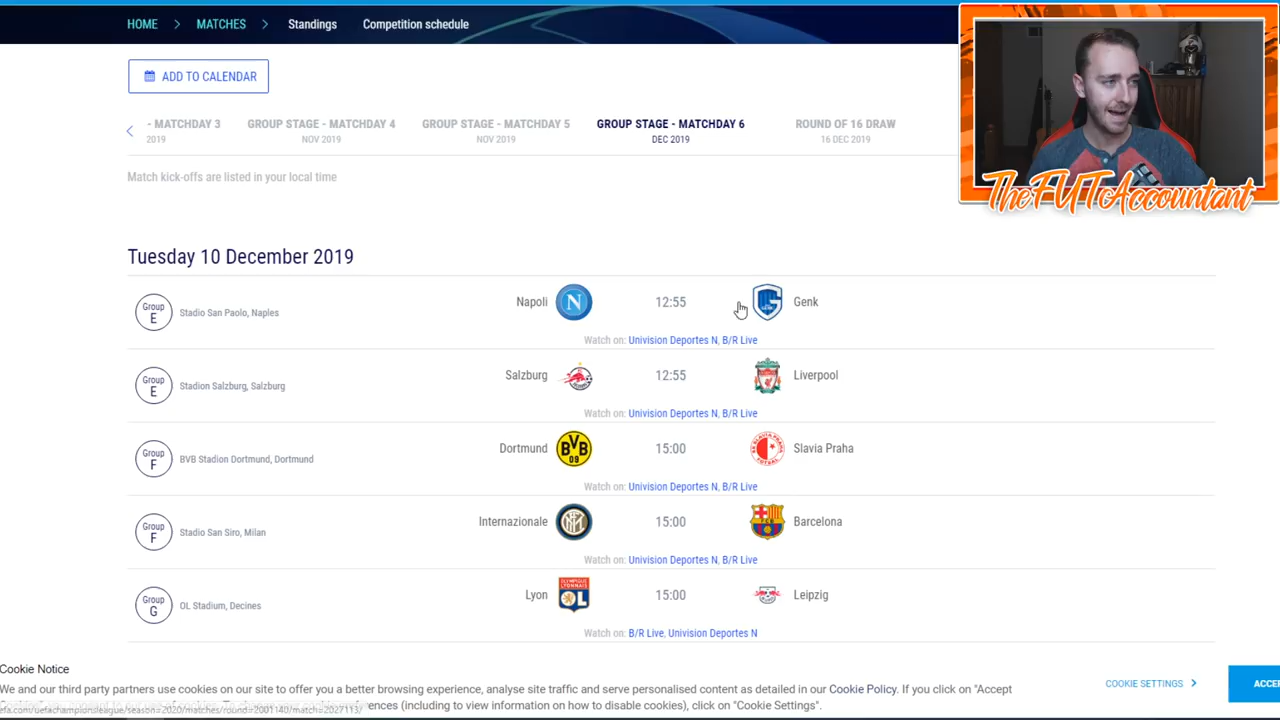 HOME > MATCHES > Standings Competition schedule
ADD TO CALENDAR
- MATCHDAY 3 GROUP STAGE - MATCHDAY 4 GROUP STAGE - MATCHDAY 5 GROUP STAGE - MATCHDAY 6 ROUND OF 16 DRAW
2019 NOV 2019 NOV 2019 DEC 2019 16 DEC 2019
TheFUTAccountant
Match kick-offs are listed in your local time
Tuesday 10 December 2019
Group E Stadio San Paolo, Naples Napoli N 12:55 Genk
Watch on: Univision Deportes N, B/R Live
Group E Stadion Salzburg, Salzburg Salzburg 12:55 Liverpool
Watch on: Univision Deportes N, B/R Live
Group F BVB Stadion Dortmund, Dortmund Dortmund BVB 09 15:00 Slavia Praha
Watch on: Univision Deportes N, B/R Live
Group F Stadio San Siro, Milan Internazionale 15:00 Barcelona
Watch on: Univision Deportes N, B/R Live
Group G OL Stadium, Decines Lyon OL 15:00 Leipzig
Watch on: B/R Live, Univision Deportes N
Cookie Notice
We and our third party partners use cookies on our site to offer you a better browsing experience, analyse site traffic and serve personalised content as detailed in our Cookie Policy. If you click on "Accept
(including to view information on how to disable cookies), click on "Cookie Settings".
COOKIE SETTINGS > ACCE